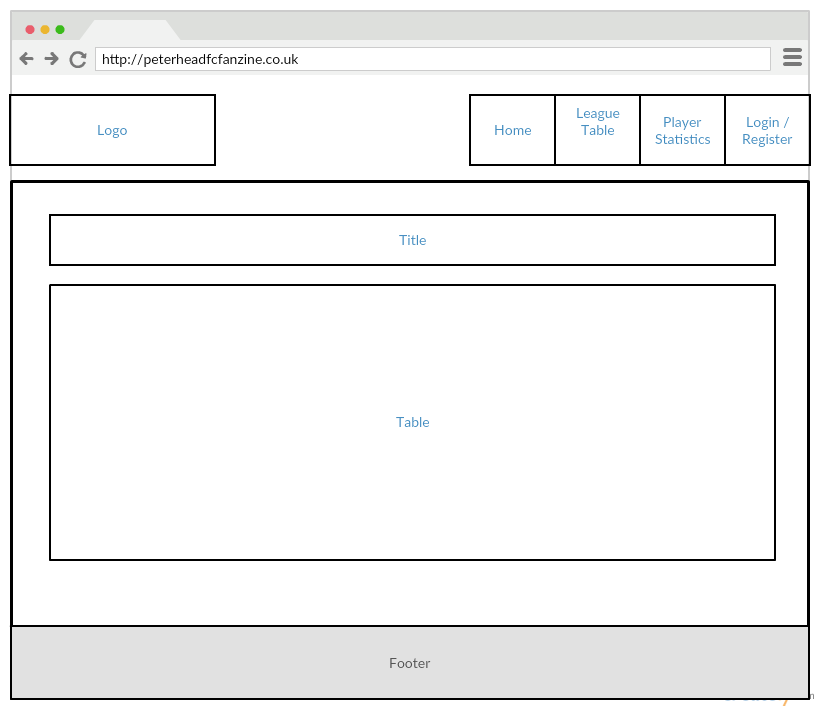 http://peterheadfcfanzine.co.uk
Logo
Home
League
Table
Player
Statistics
Login /
Register
Title
Table
Footer